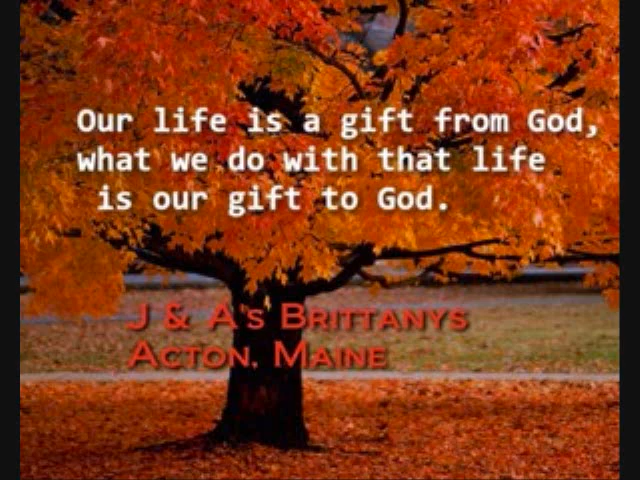 Our life is a gift from God,
what we do with that life
is our gift to God.
J & A's Brittanys
Acton, Maine